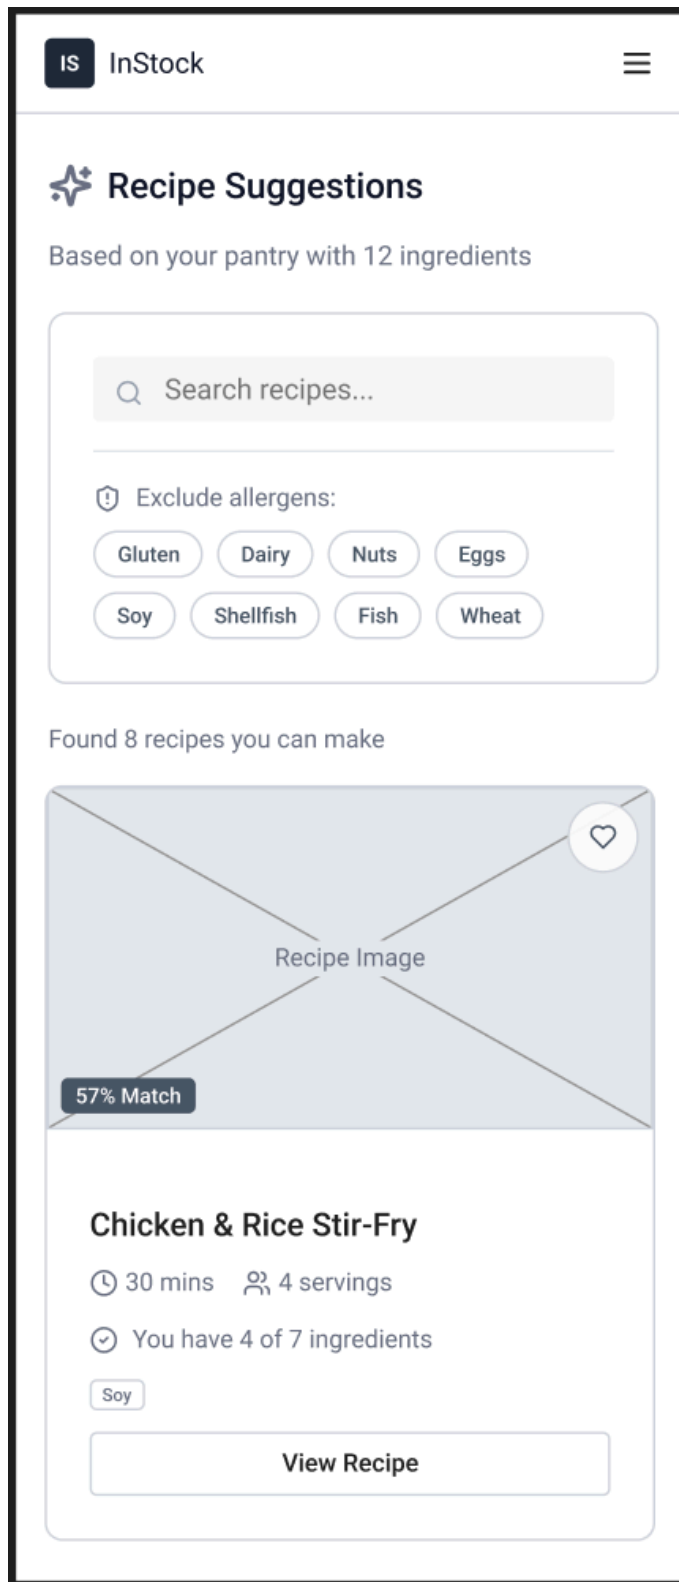 IS InStock
Recipe Suggestions
Based on your pantry with 12 ingredients
Search recipes...
Exclude allergens:
Gluten Dairy Nuts Eggs
Soy Shellfish Fish Wheat
Found 8 recipes you can make
Recipe Image
57% Match
Chicken & Rice Stir-Fry
30 mins 4 servings
You have 4 of 7 ingredients
Soy
View Recipe